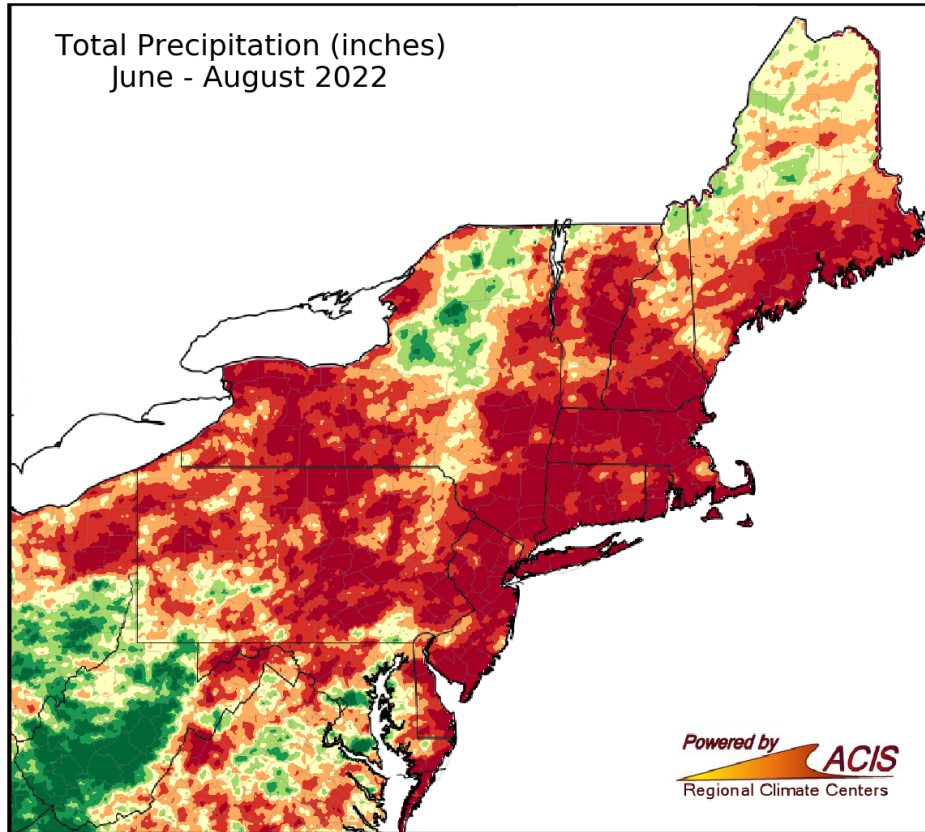 Total Precipitation (inches)
June - August 2022
Powered by
ACIS
Regional Climate Centers